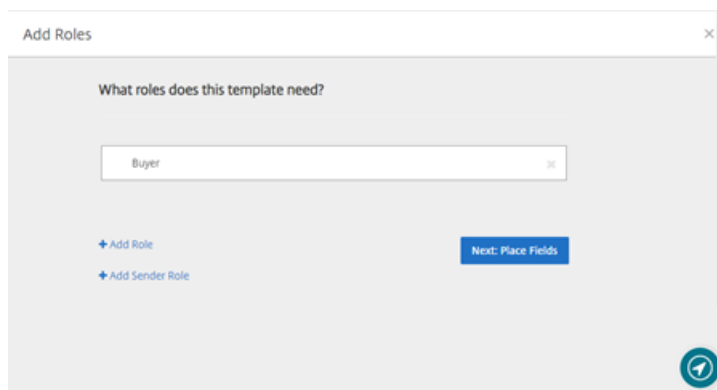 Add Roles
What roles does this template need?
Buyer
+ Add Role
Next: Place Fields
+ Add Sender Role